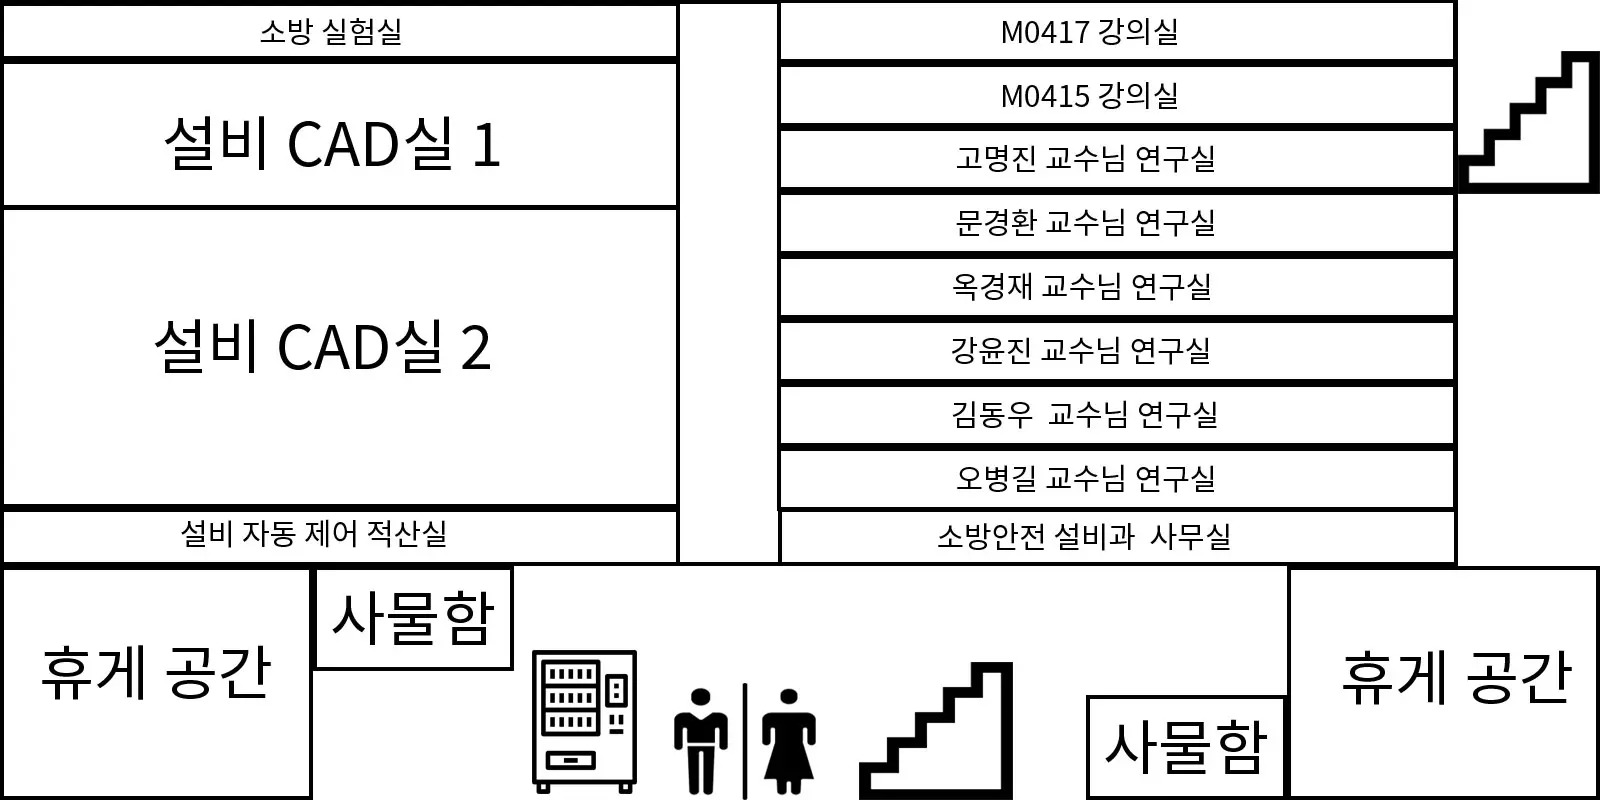 소방 실험실
설비 CAD실 1
설비 CAD실 2
설비 자동 제어 적산실
M0417 강의실
M0415 강의실
고명진 교수님 연구실
문경환 교수님 연구실
옥경재 교수님 연구실
강윤진 교수님 연구실
김동우  교수님 연구실
오병길 교수님 연구실
소방안전 설비과  사무실
휴게 공간
사물함
사물함
휴게 공간